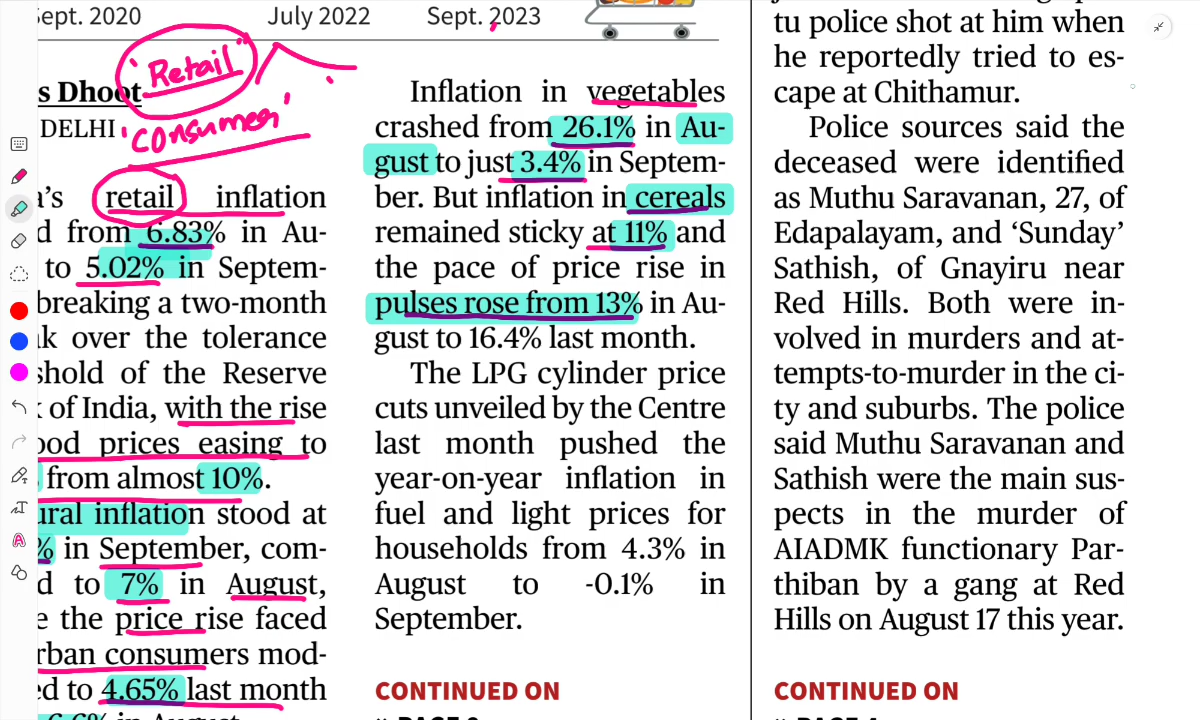 Sept. 2020 July 2022 Sept. 2023
'Retail"
'consumer'
s Dhoot
DELHI
a's retail inflation
d from 6.83% in Au-
to 5.02% in Septem-
breaking a two-month
k over the tolerance
shold of the Reserve
k of India, with the rise
ood prices easing to
from almost 10%.
ural inflation stood at
% in September, com-
d to 7% in August,
e the price rise faced
rban consumers mod-
ed to 4.65% last month
6.6% in August.
Inflation in vegetables
crashed from 26.1% in Au-
gust to just 3.4% in Septem-
ber. But inflation in cereals
remained sticky at 11% and
the pace of price rise in
pulses rose from 13% in Au-
gust to 16.4% last month.
The LPG cylinder price
cuts unveiled by the Centre
last month pushed the
year-on-year inflation in
fuel and light prices for
households from 4.3% in
August to -0.1% in
September.
CONTINUED ON
tu police shot at him when
he reportedly tried to es-
cape at Chithamur.
Police sources said the
deceased were identified
as Muthu Saravanan, 27, of
Edapalayam, and ‘Sunday’
Sathish, of Gnayiru near
Red Hills. Both were in-
volved in murders and at-
tempts-to-murder in the ci-
ty and suburbs. The police
said Muthu Saravanan and
Sathish were the main sus-
pects in the murder of
AIADMK functionary Par-
thiban by a gang at Red
Hills on August 17 this year.
CONTINUED ON